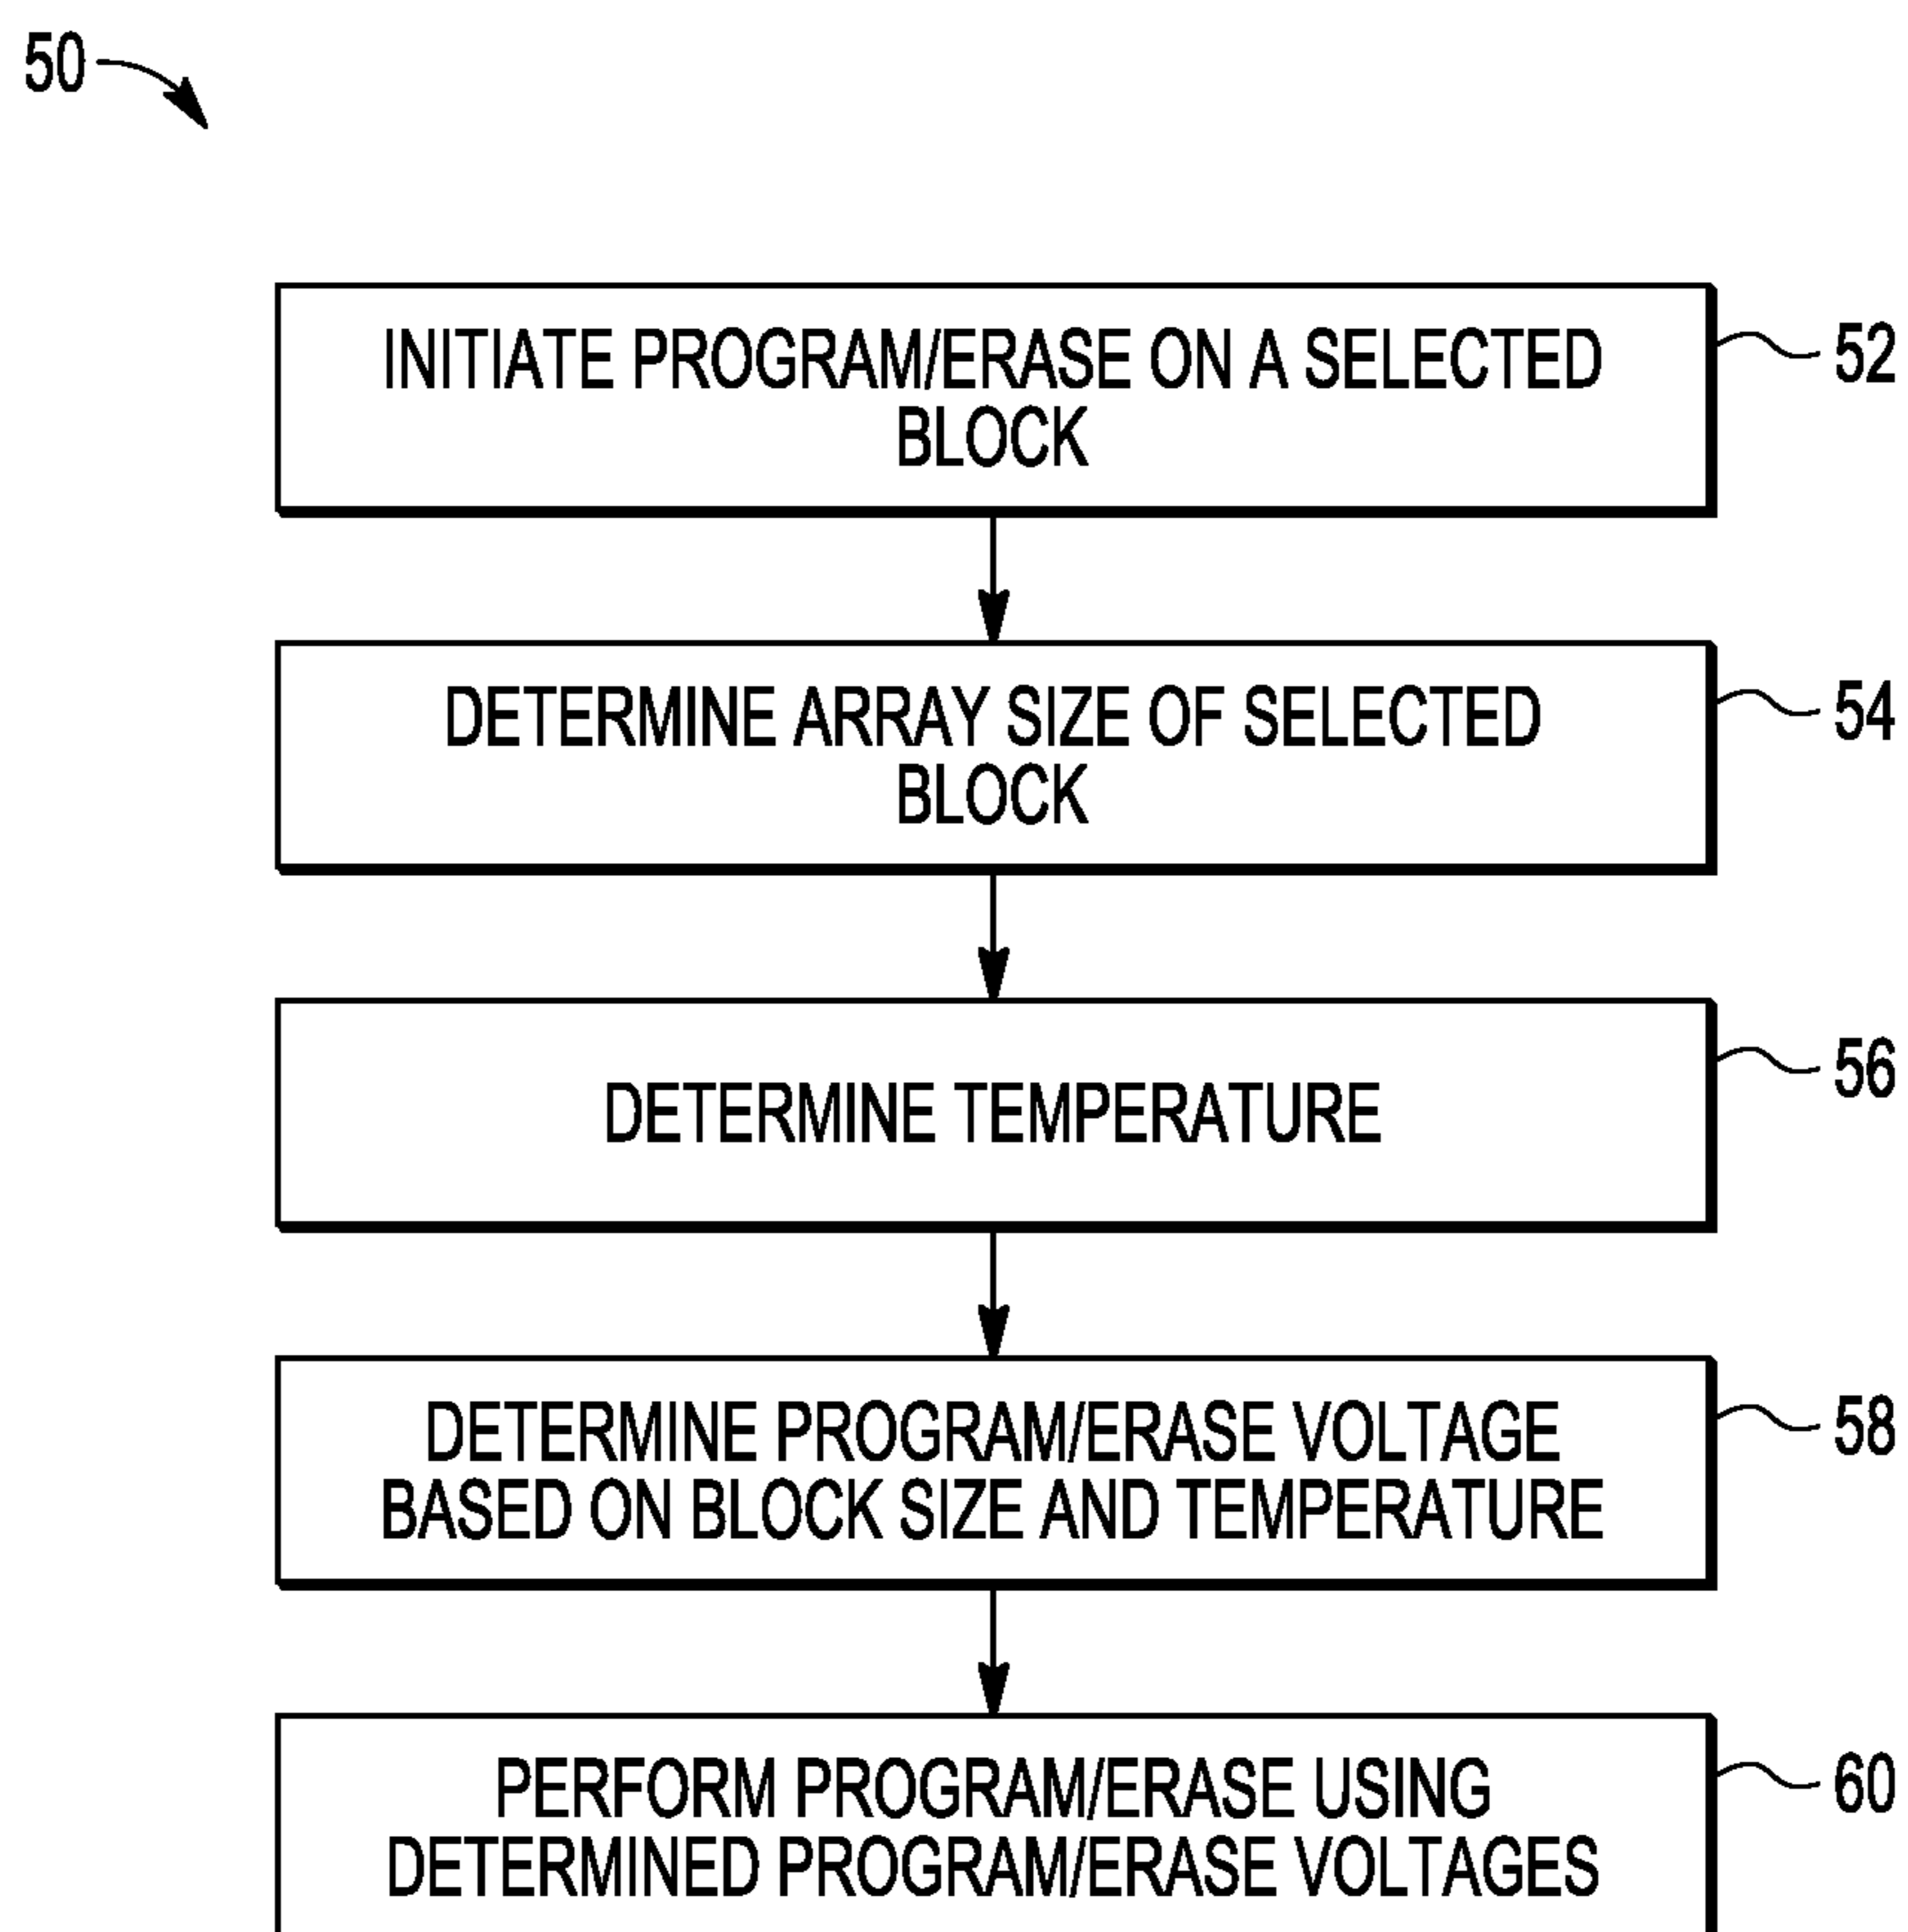 50
INITIATE PROGRAM/ERASE ON A SELECTED
BLOCK
52
DETERMINE ARRAY SIZE OF SELECTED
BLOCK
54
DETERMINE TEMPERATURE
56
DETERMINE PROGRAM/ERASE VOLTAGE
BASED ON BLOCK SIZE AND TEMPERATURE
58
PERFORM PROGRAM/ERASE USING
DETERMINED PROGRAM/ERASE VOLTAGES
60